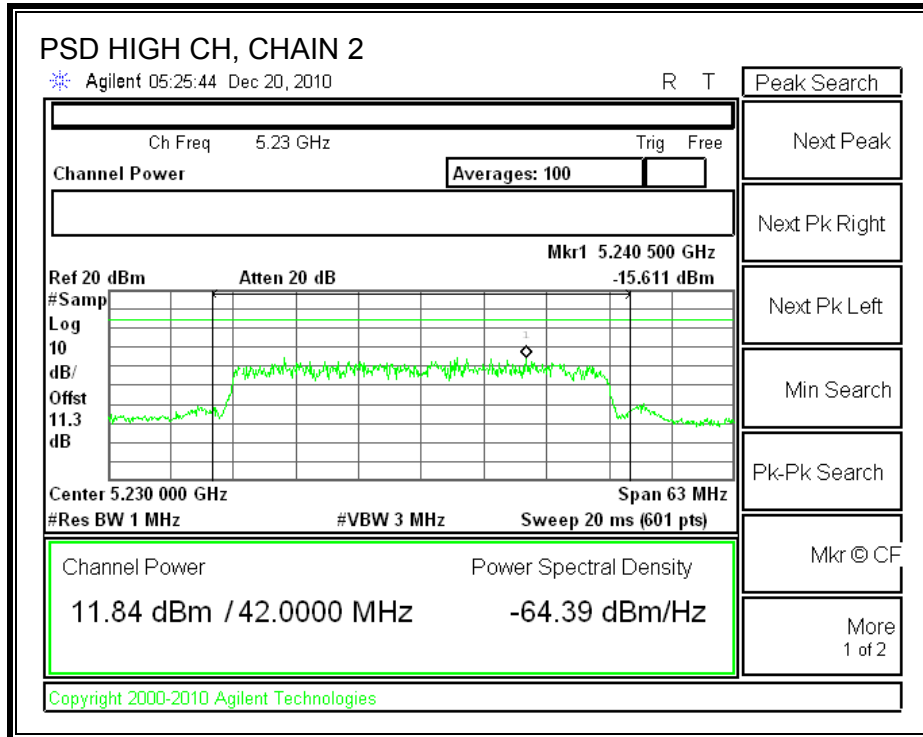 PSD HIGH CH, CHAIN 2
Agilent 05:25:44 Dec 20, 2010 R T
Peak Search
Ch Freq 5.23 GHz Trig Free
Next Peak
Channel Power Averages: 100
Next Pk Right
Mkr1 5.240 500 GHz
Ref 20 dBm Atten 20 dB -15.611 dBm
#Samp
Next Pk Left
Log
1
10
dB/
Offst
Min Search
11.3
dB
Pk-Pk Search
Center 5.230 000 GHz Span 63 MHz
#Res BW 1 MHz #VBW 3 MHz Sweep 20 ms (601 pts)
Mkr © CF
Channel Power Power Spectral Density
11.84 dBm / 42.0000 MHz -64.39 dBm/Hz
More
1 of 2
Copyright 2000-2010 Agilent Technologies